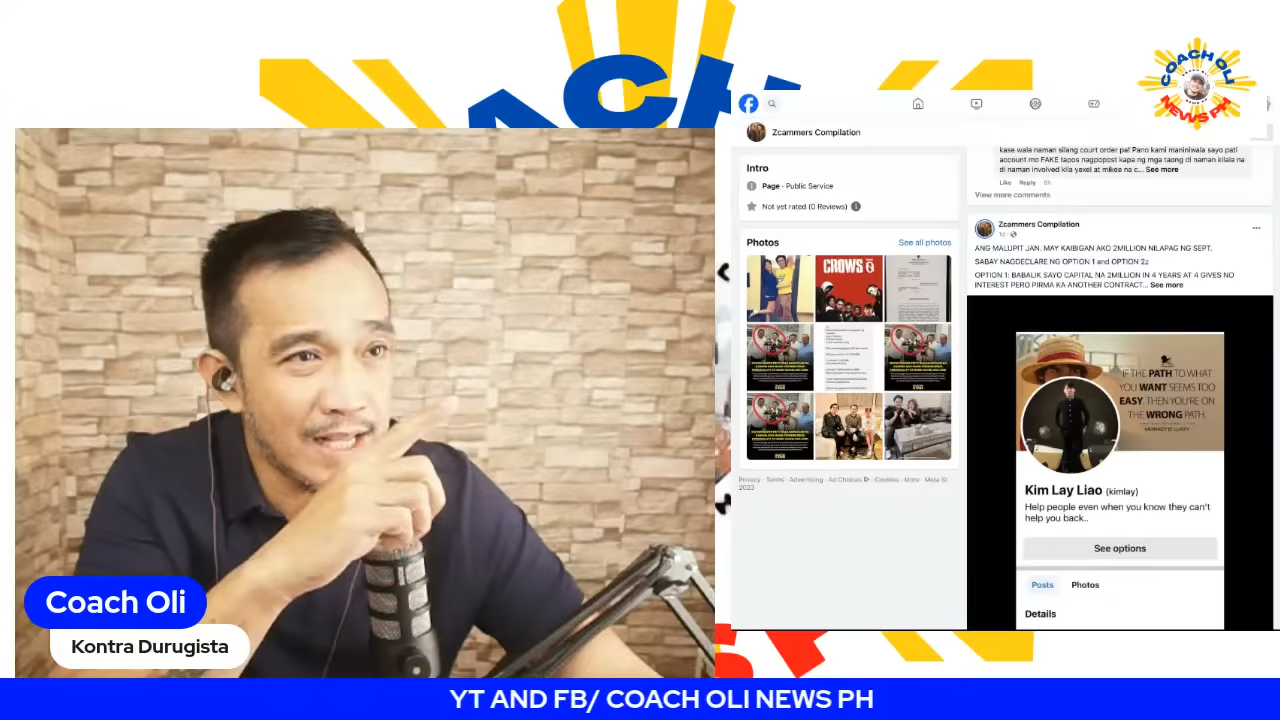 CH
COACH OLI
NEWS PH
Zcammers Compilation
Intro
Page · Public Service
Not yet rated (0 Reviews)
Photos
See all photos
CROWS
Privacy · Terms · Advertising · Ad Choices · Cookies · More · Meta ©
2023
kase wala naman silang court order pa! Pano kami maniniwala sayo pati
account mo FAKE tapos nagpopost kapa ng mga taong di naman kilala na
di naman involved kila yexel at mikee na c... See more
Like Reply 6h
View more comments
Zcammers Compilation
1d
ANG MALUPIT JAN. MAY KAIBIGAN AKO 2MILLION NILAPAG NG SEPT.
SABAY NAGDECLARE NG OPTION 1 and OPTION 2z
OPTION 1: BABALIK SAYO CAPITAL NA 2MILLION IN 4 YEARS AT 4 GIVES NO
INTEREST PERO PIRMA KA ANOTHER CONTRACT... See more
IF THE PATH TO WHAT
YOU WANT SEEMS TOO
EASY, THEN YOU'RE ON
THE WRONG PATH.
MONKEY D. LUFFY
Kim Lay Liao (kimlay)
Help people even when you know they can't
help you back..
See options
Posts Photos
Details
Coach Oli
Kontra Durugista
YT AND FB/ COACH OLI NEWS PH